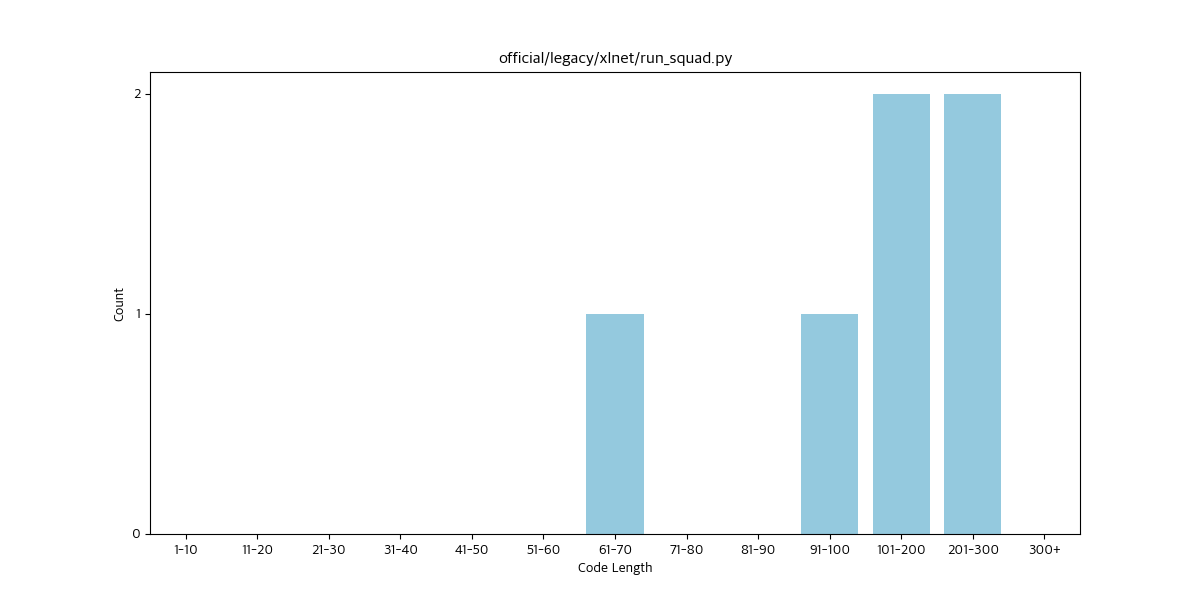 official/legacy/xlnet/run_squad.py
2
1
0
Count
1-10 11-20 21-30 31-40 41-50 51-60 61-70 71-80 81-90 91-100 101-200 201-300 300+
Code Length